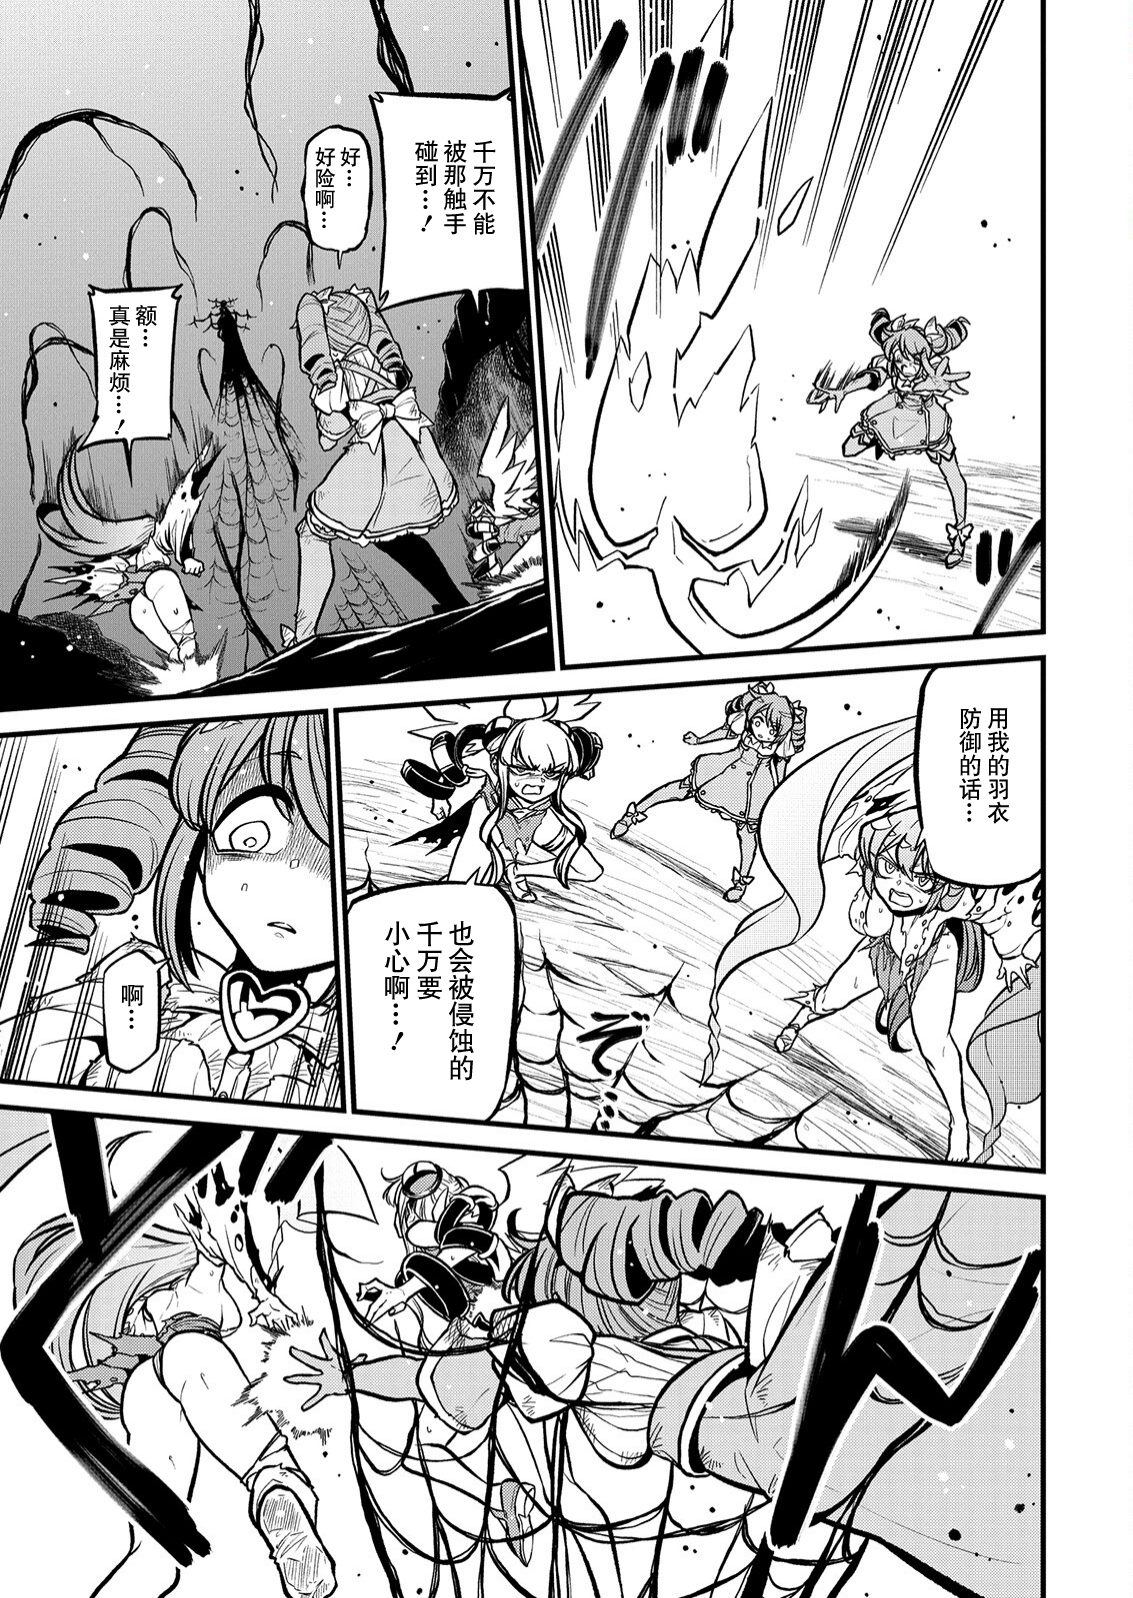 千万不能
被那触手
碰到…！
好…
好险啊…
额…
真是麻烦…！
用我的羽衣
防御的话…
也会被侵蚀的
千万要
小心啊…！
啊…